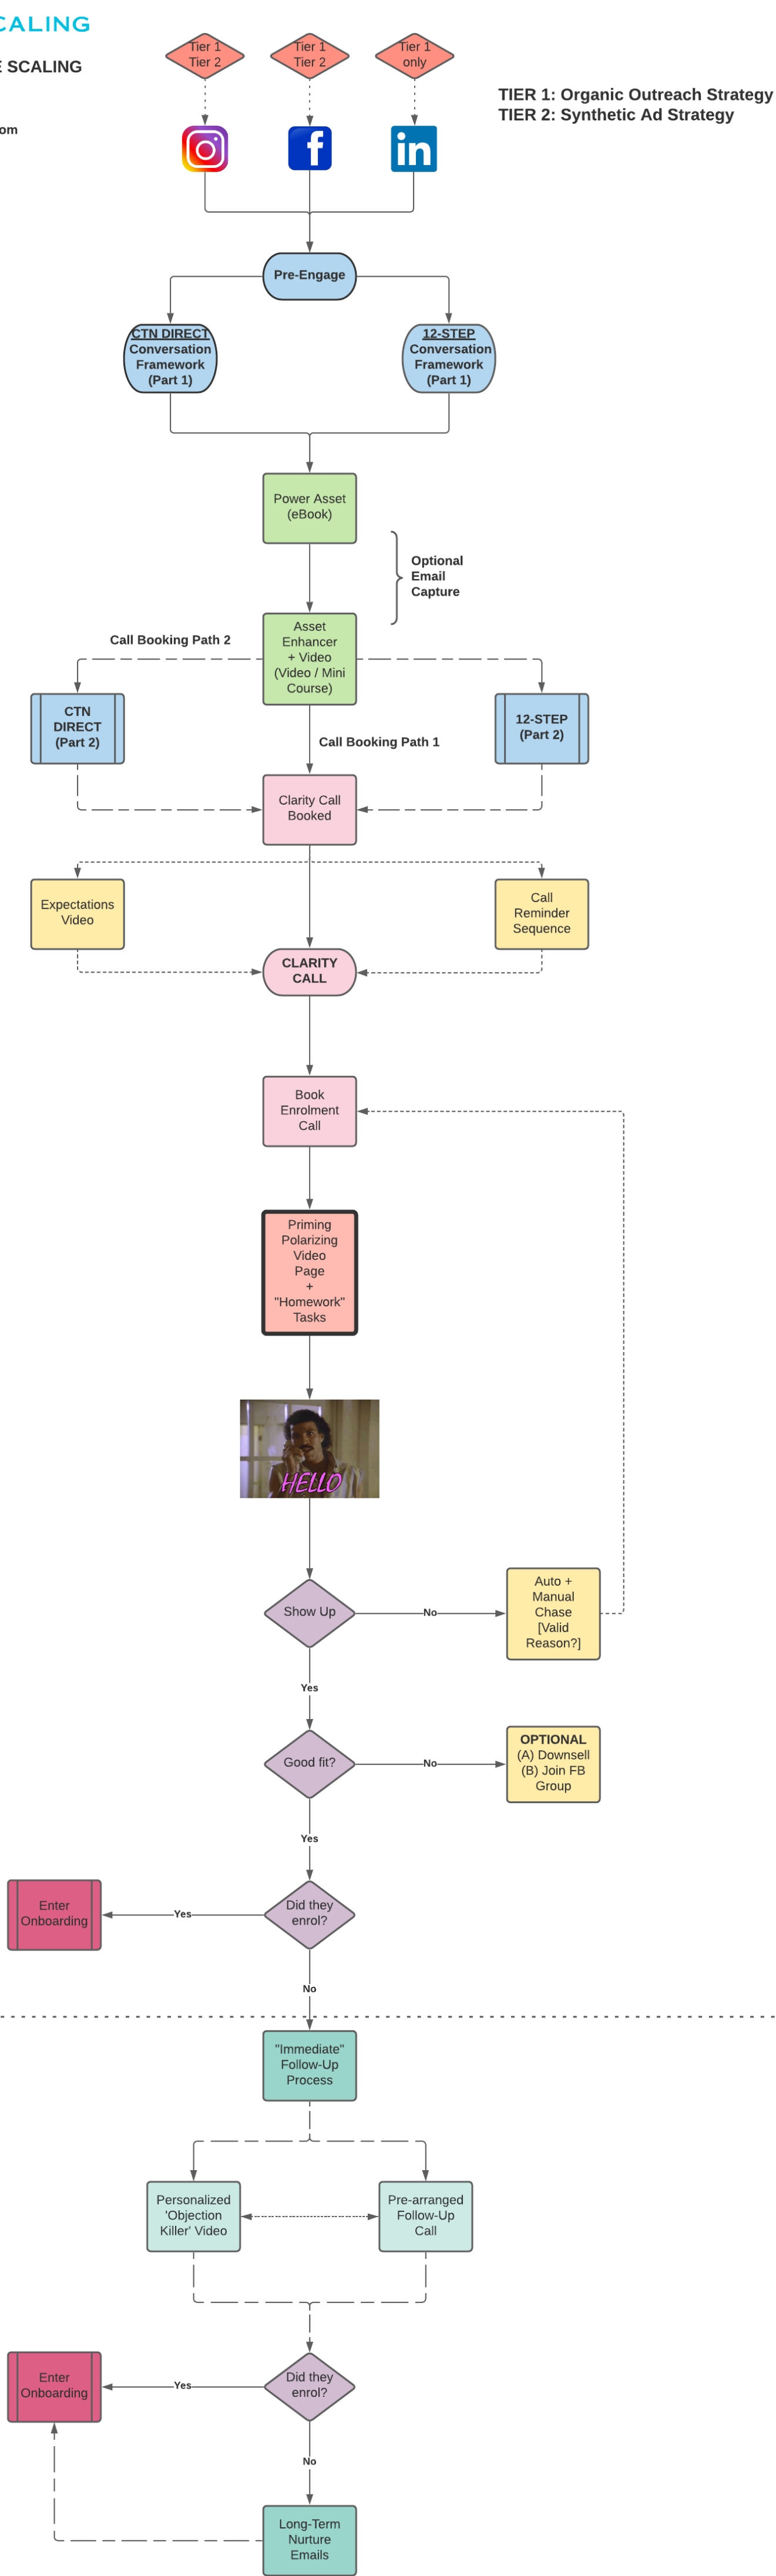 CALING
E SCALING
om
Tier 1
Tier 2
Tier 1
Tier 2
Tier 1
only
TIER 1: Organic Outreach Strategy
TIER 2: Synthetic Ad Strategy
f
in
Pre-Engage
CTN DIRECT
Conversation
Framework
(Part 1)
12-STEP
Conversation
Framework
(Part 1)
Power Asset
(eBook)
Optional
Email
Capture
Asset
Enhancer
+ Video
(Video / Mini
Course)
Call Booking Path 2
CTN
DIRECT
(Part 2)
12-STEP
(Part 2)
Call Booking Path 1
Clarity Call
Booked
Expectations
Video
Call
Reminder
Sequence
CLARITY
CALL
Book
Enrolment
Call
Priming
Polarizing
Video
Page
+
"Homework"
Tasks
HELLO
Show Up
No
Auto +
Manual
Chase
[Valid
Reason?]
Yes
Good fit?
No
OPTIONAL
(A) Downsell
(B) Join FB
Group
Yes
Did they
enrol?
Yes
Enter
Onboarding
No
"Immediate"
Follow-Up
Process
Personalized
'Objection
Killer' Video
Pre-arranged
Follow-Up
Call
Did they
enrol?
Yes
Enter
Onboarding
No
Long-Term
Nurture
Emails